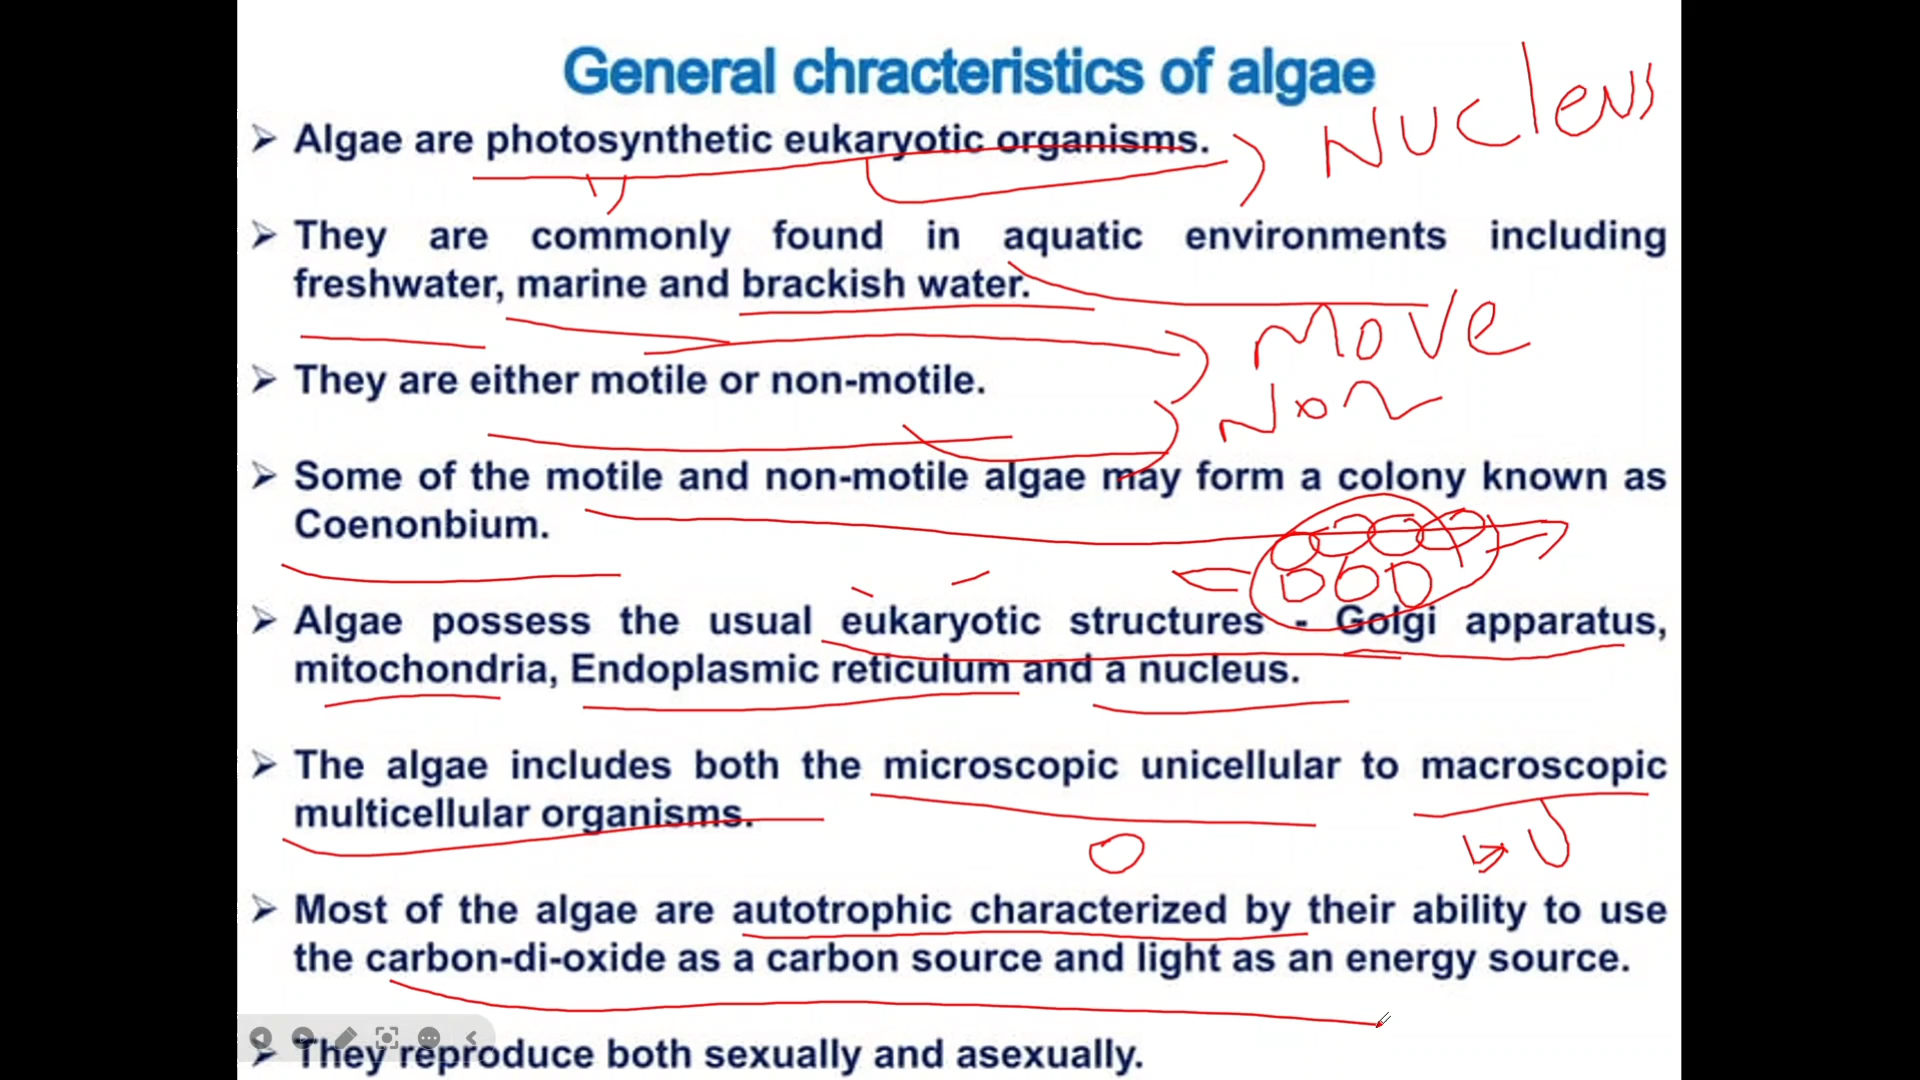 General chracteristics of algae
Nucleus
➢ Algae are photosynthetic eukaryotic organisms.
➢ They are commonly found in aquatic environments including
freshwater, marine and brackish water.
Move
➢ They are either motile or non-motile.
Non
➢ Some of the motile and non-motile algae may form a colony known as
Coenonbium.
➢ Algae possess the usual eukaryotic structures - Golgi apparatus,
mitochondria, Endoplasmic reticulum and a nucleus.
➢ The algae includes both the microscopic unicellular to macroscopic
multicellular organisms.
➢ Most of the algae are autotrophic characterized by their ability to use
the carbon-di-oxide as a carbon source and light as an energy source.
➢ They reproduce both sexually and asexually.